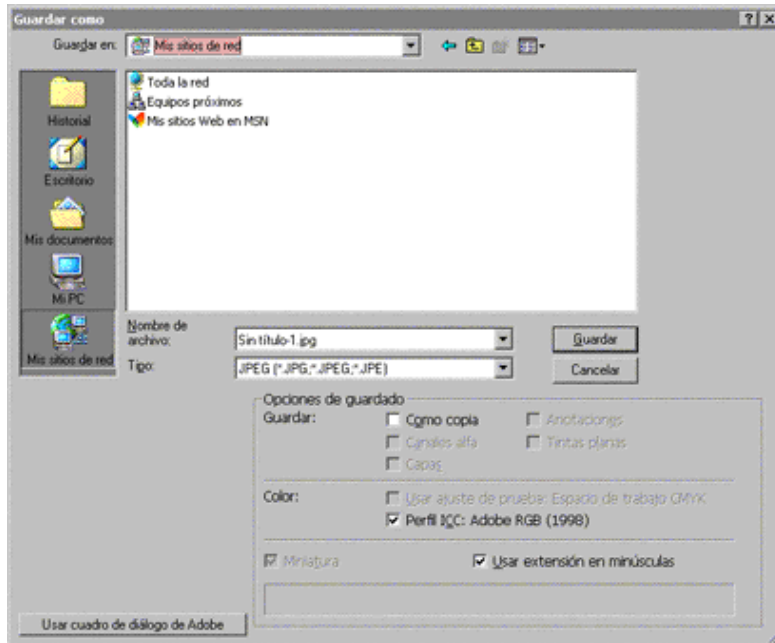 Guardar como
Guardar en:
Mis sitios de red
Toda la red
Equipos próximos
Mis sitios Web en MSN
Historial
Escritorio
Mis documentos
Mi PC
Mis sitios de red
Nombre de
archivo:
Sin título-1.jpg
Guardar
Tipo:
JPEG (*.JPG;*.JPEG;*.JPE)
Cancelar
Opciones de guardado
Guardar:
Como copia
Anotaciones
Canales alfa
Tintas planas
Capas
Color:
Usar ajuste de prueba: Espacio de trabajo CMYK
Perfil ICC: Adobe RGB (1998)
Miniatura
Usar extensión en minúsculas
Usar cuadro de diálogo de Adobe